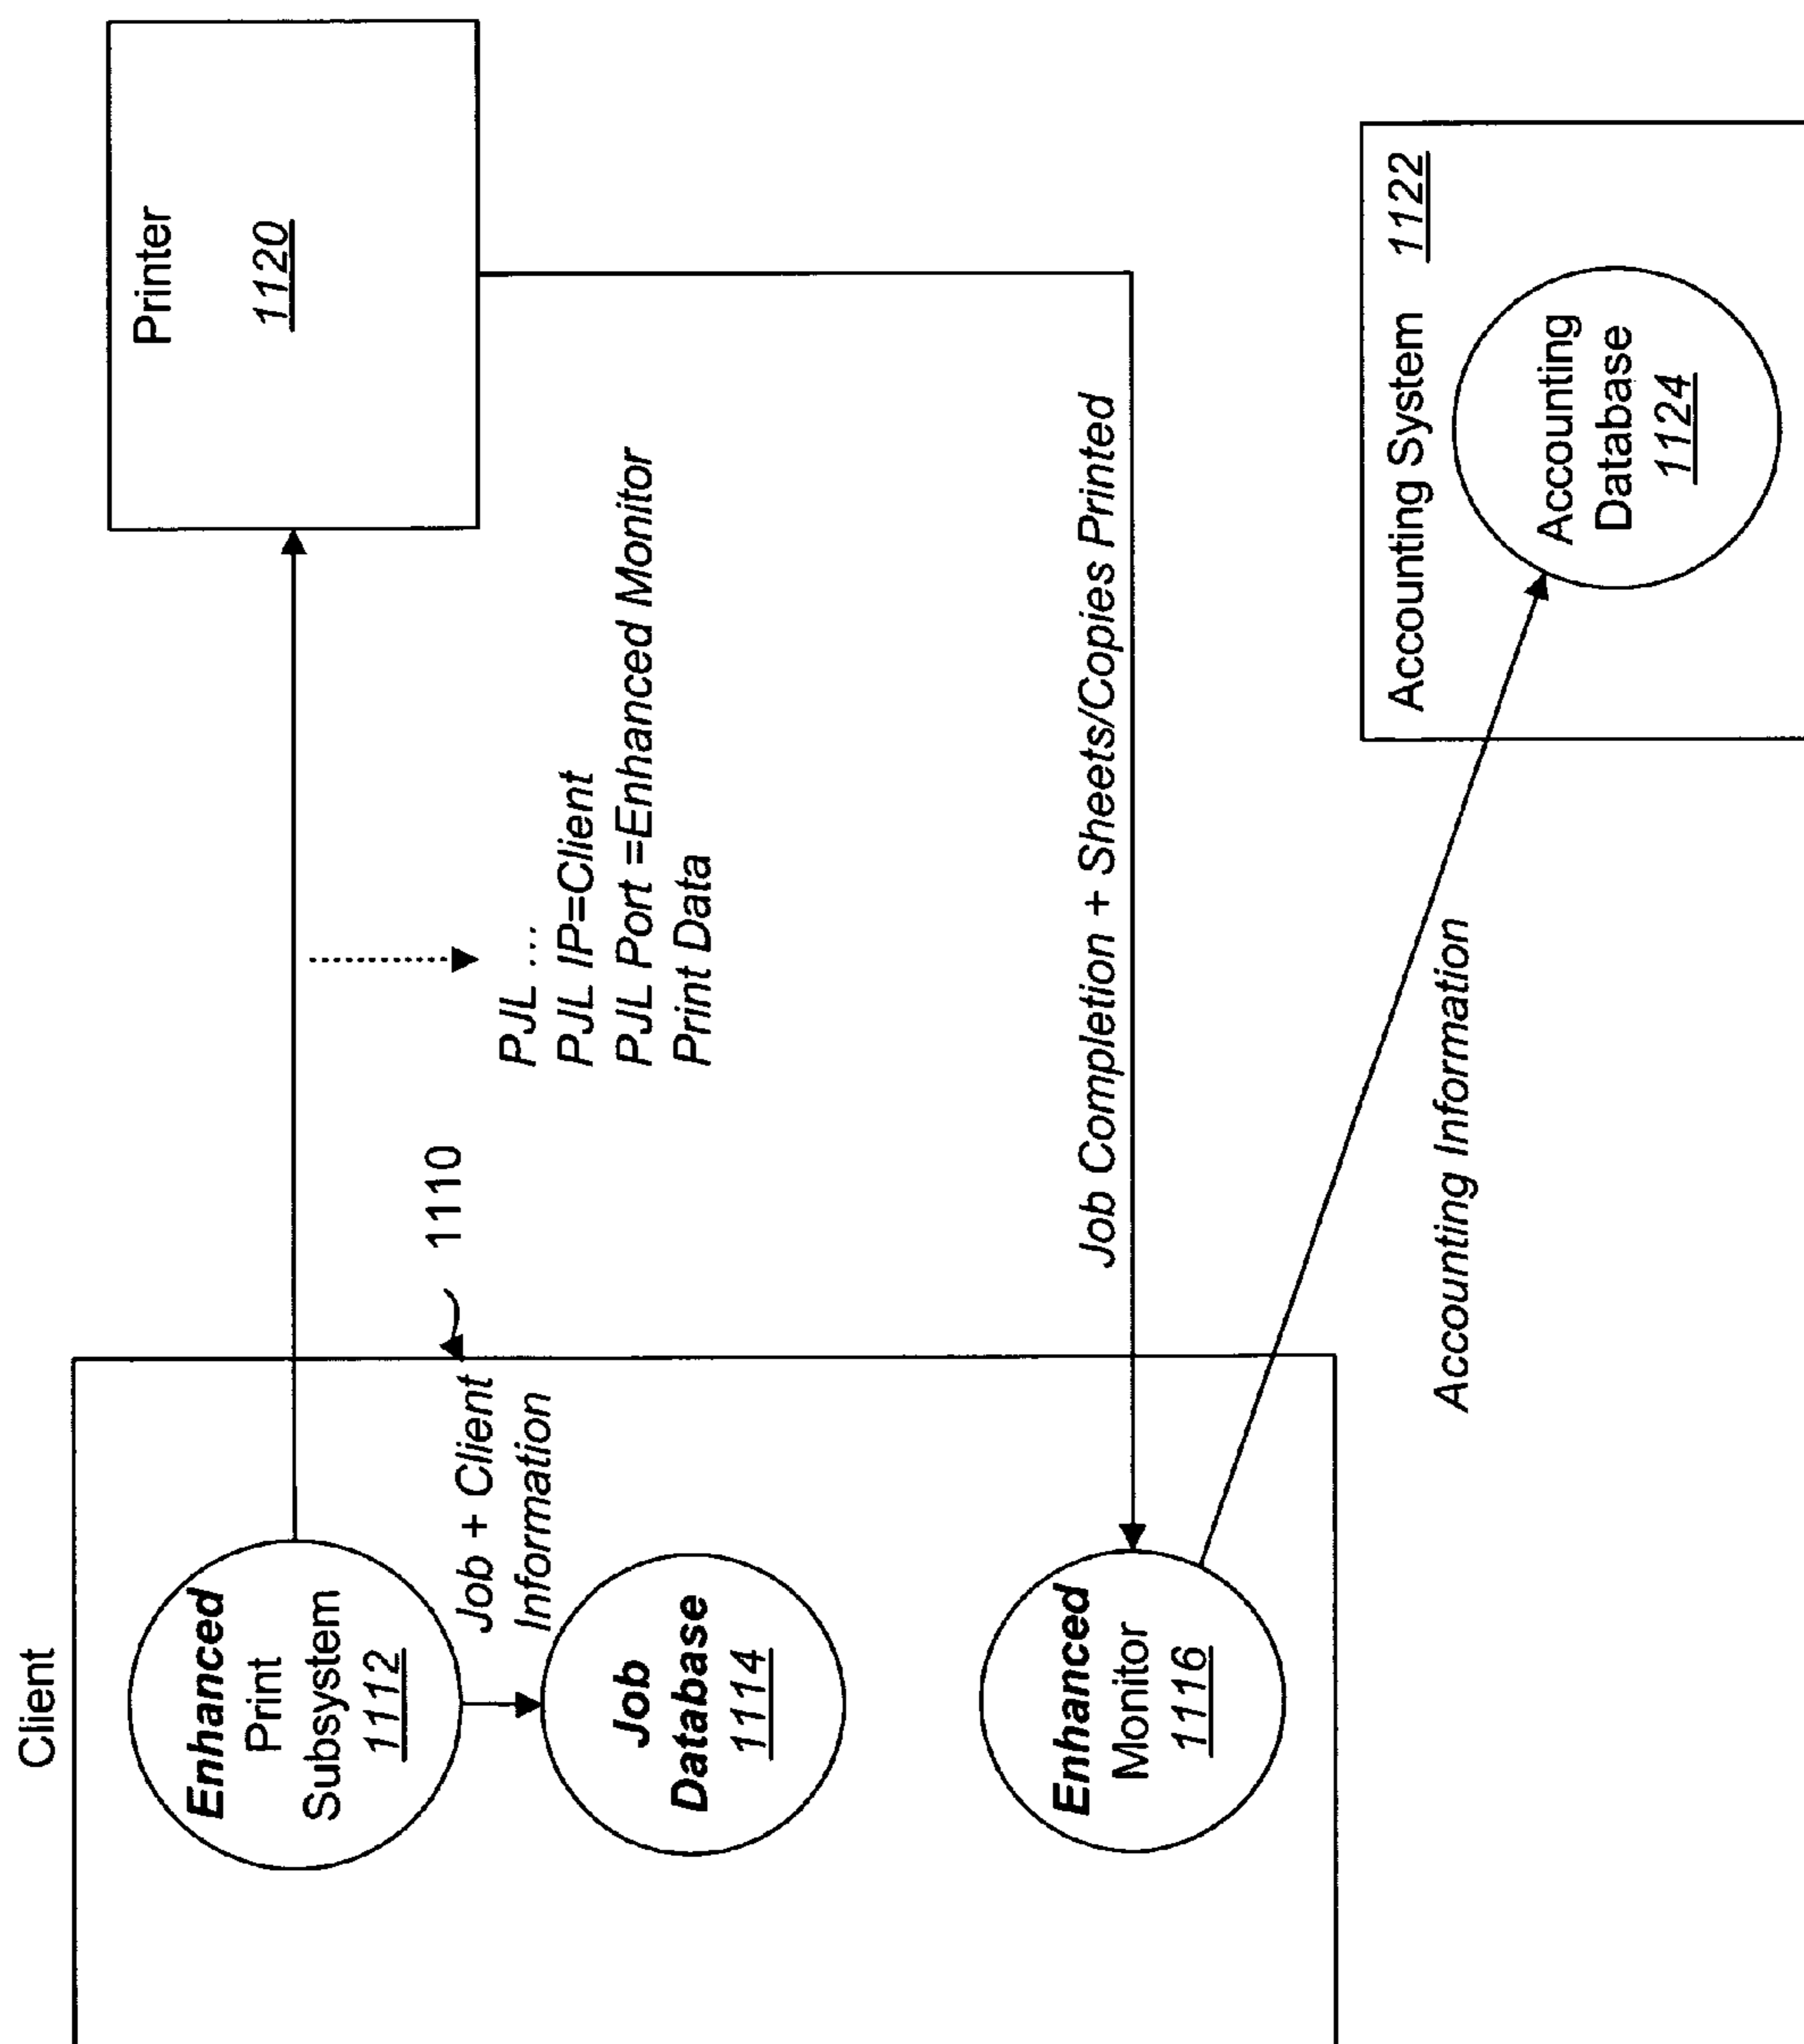 Client
Enhanced
Print
Subsystem
1112
Job + Client
Information
Job
Database
1114
Enhanced
Monitor
1116
1110
PJL ...
PJL IP=Client
PJL Port =Enhanced Monitor
Print Data
Printer
1120
Job Completion + Sheets/Copies Printed
Accounting Information
Accounting System 1122
Accounting
Database
1124